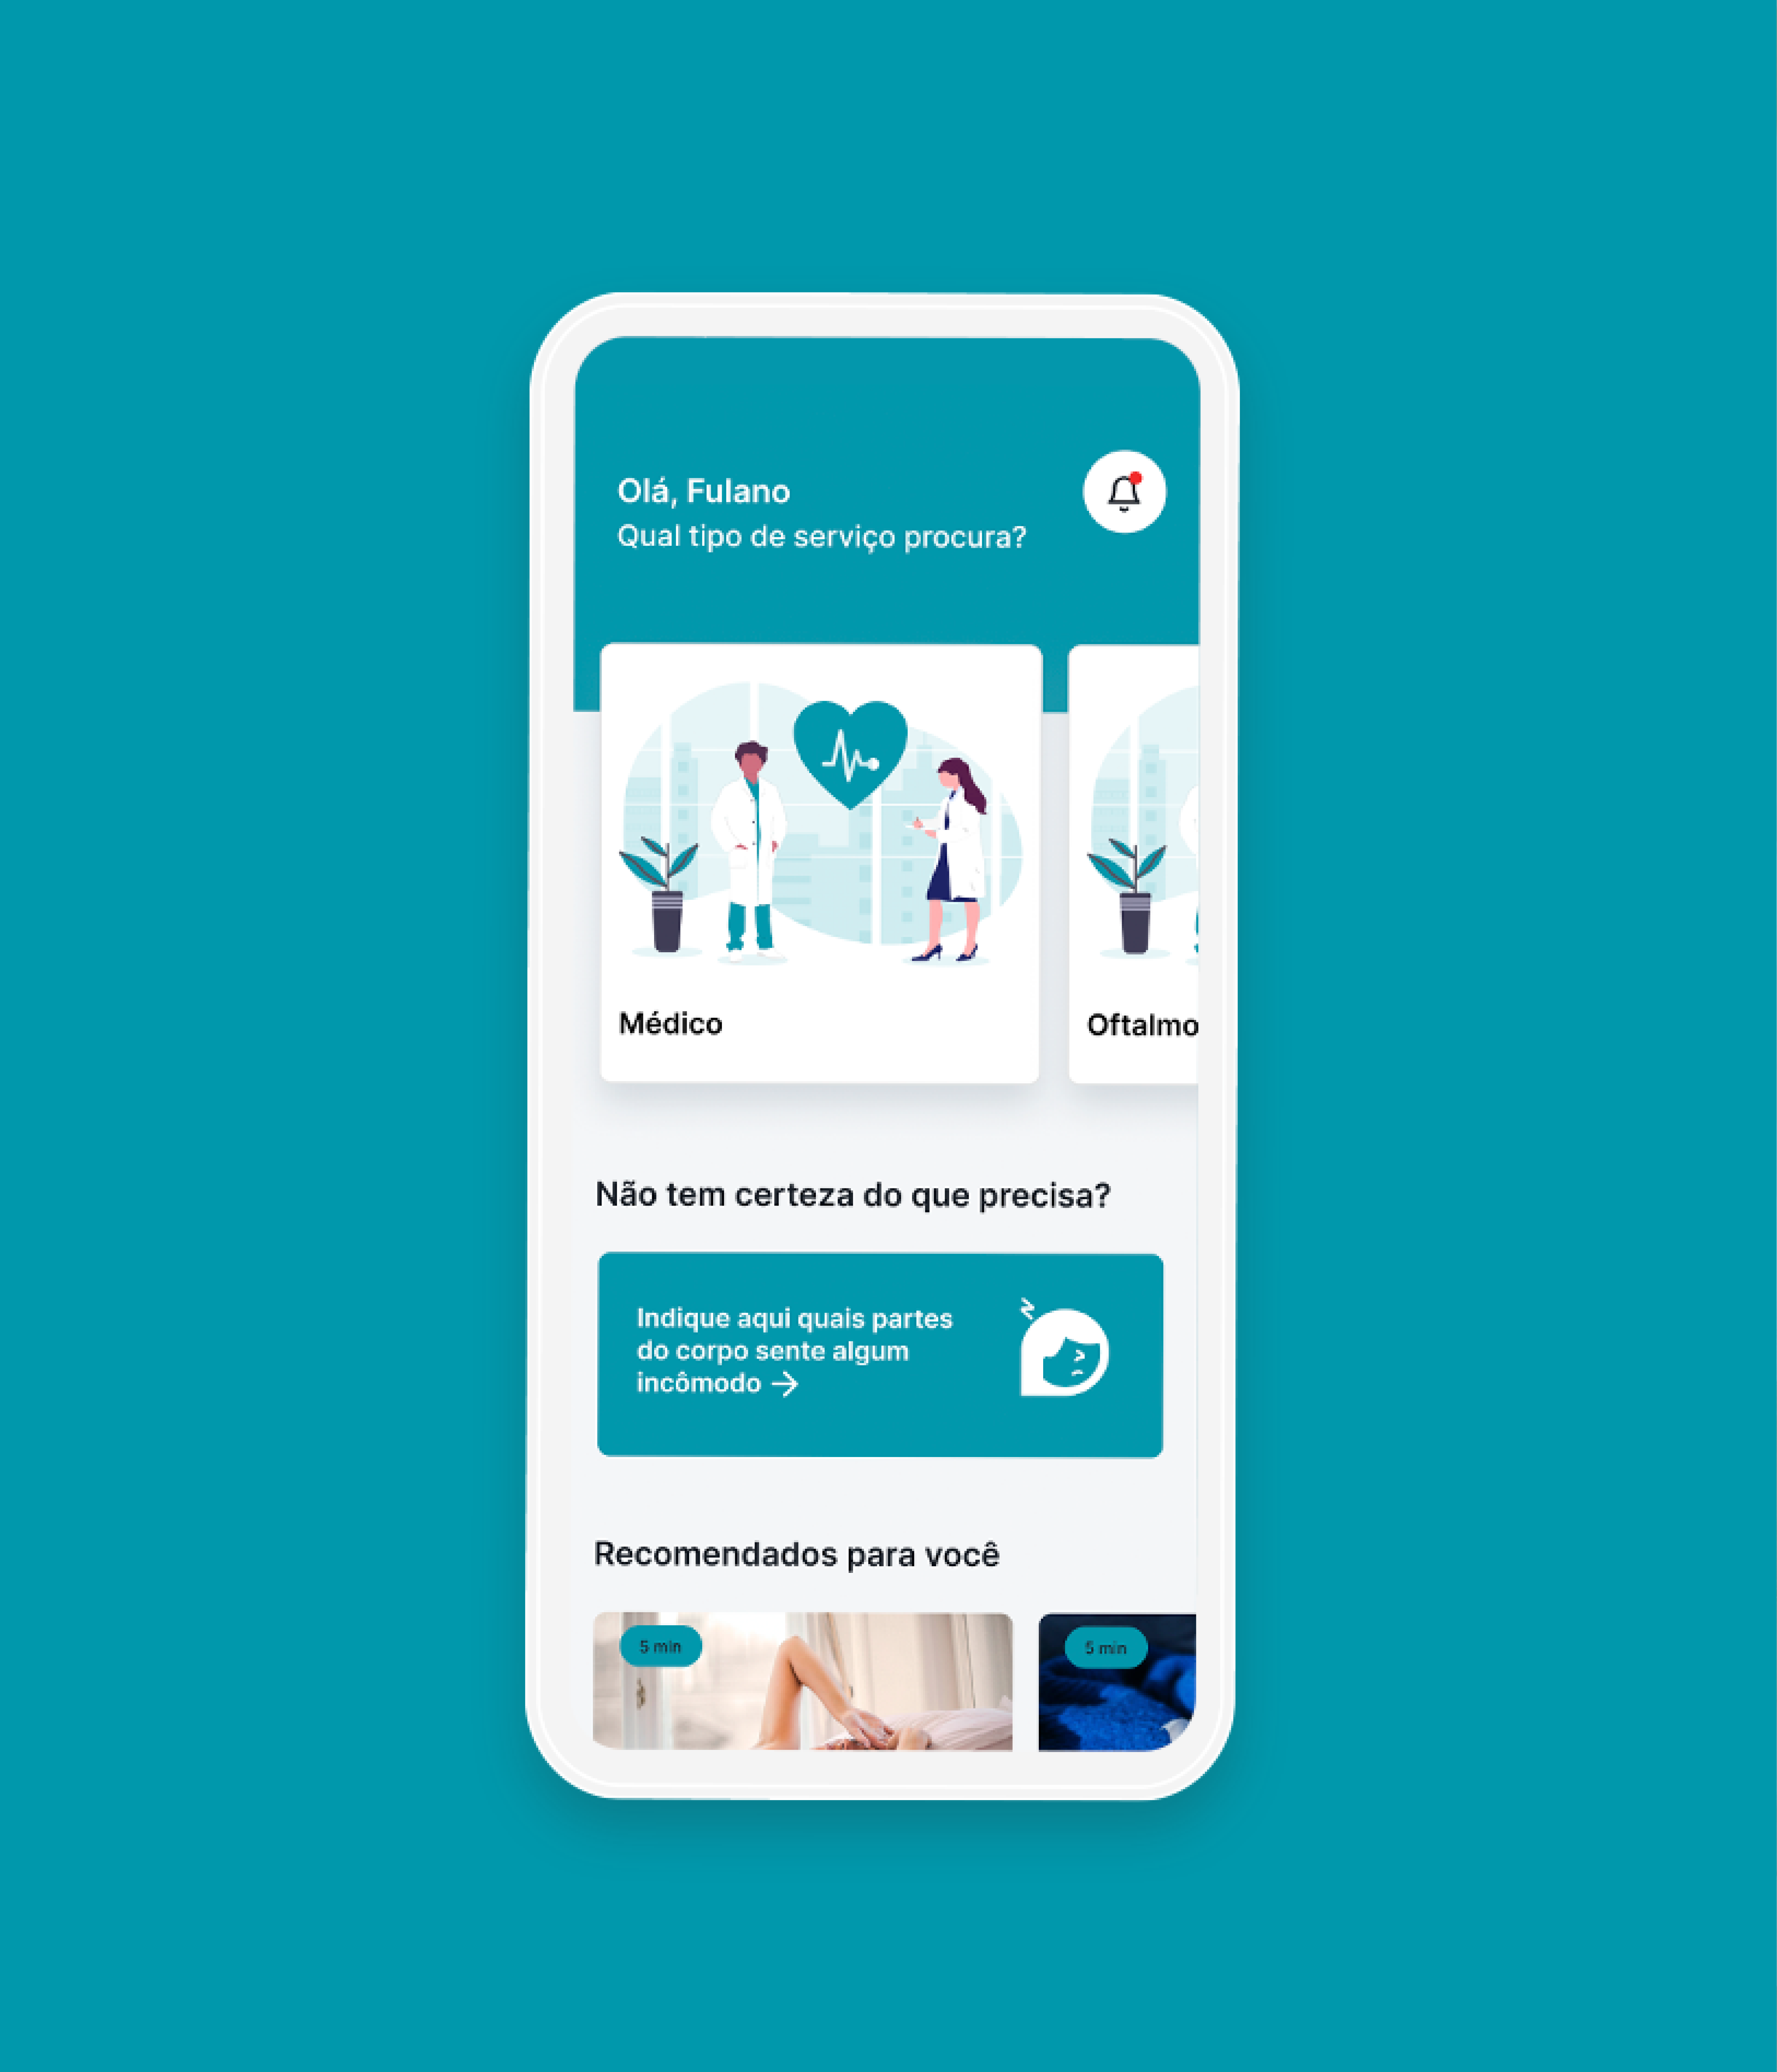 Olá, Fulano
Qual tipo de serviço procura?
Médico
Oftalmo
Não tem certeza do que precisa?
Indique aqui quais partes
do corpo sente algum
incômodo →
Recomendados para você
5 min
5 min